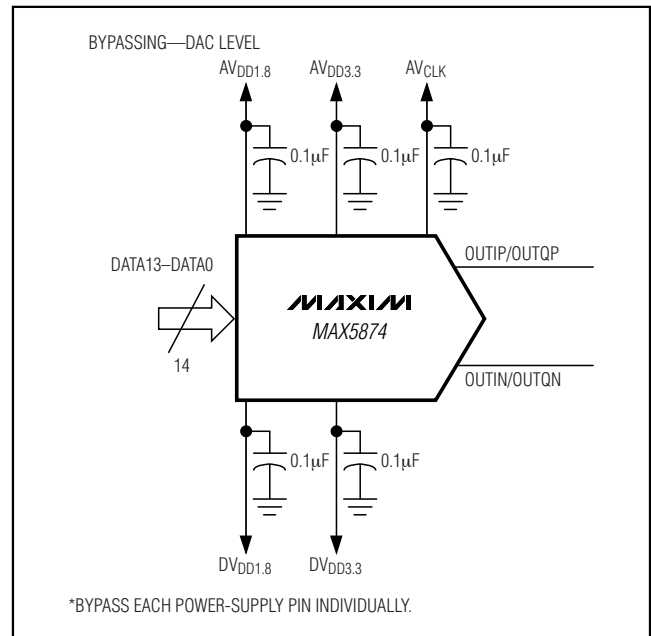 BYPASSING—DAC LEVEL
AVDD1.8 AVDD3.3 AVCLK
0.1µF 0.1µF 0.1µF
DATA13–DATA0
OUTIP/OUTQP
MAXIM
MAX5874
14
OUTIN/OUTQN
0.1µF 0.1µF
DVDD1.8 DVDD3.3
*BYPASS EACH POWER-SUPPLY PIN INDIVIDUALLY.